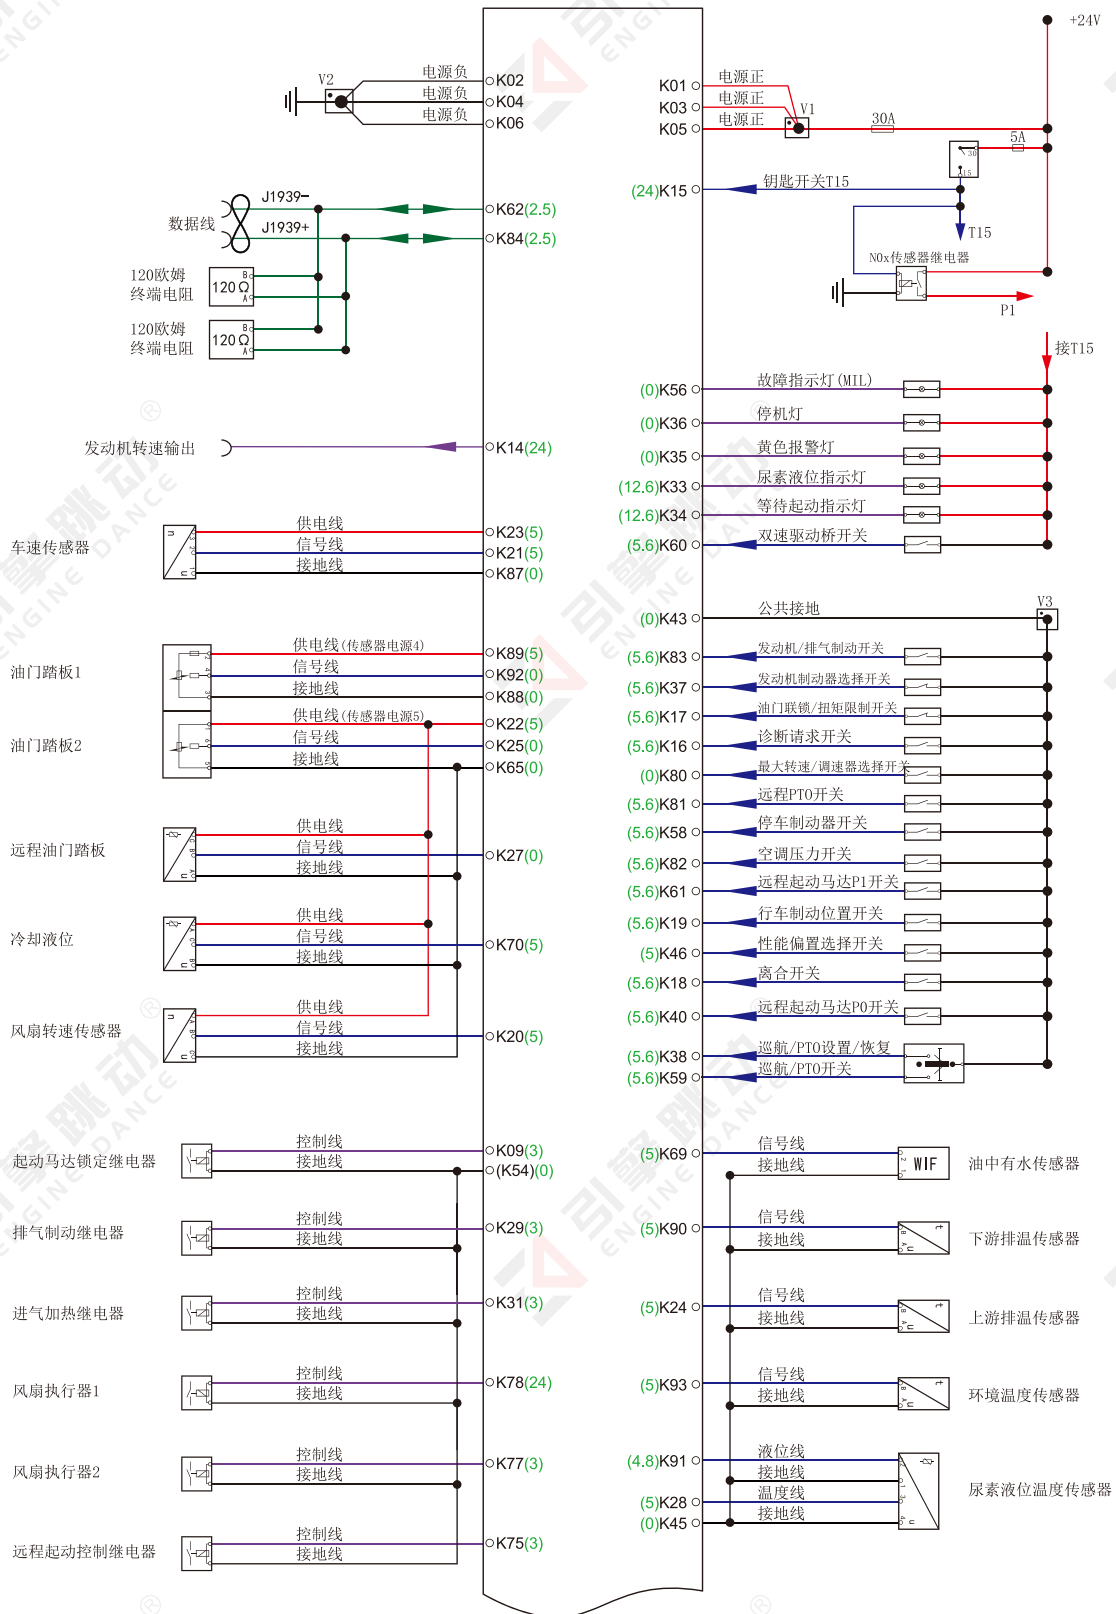 +24V
V2
电源负
K02
电源负
K04
电源负
K06
K01
电源正
K03
电源正
K05
电源正
V1
30A
5A
30
15
(24)K15
钥匙开关T15
T15
N0x传感器继电器
P1
数据线
J1939-
K62(2.5)
J1939+
K84(2.5)
120欧姆
终端电阻
120Ω
B
A
120欧姆
终端电阻
120Ω
B
A
接T15
(0)K56
故障指示灯(MIL)
(0)K36
停机灯
(0)K35
黄色报警灯
(12.6)K33
尿素液位指示灯
(12.6)K34
等待起动指示灯
(5.6)K60
双速驱动桥开关
发动机转速输出
K14(24)
车速传感器
n
u
3
2
1
供电线
K23(5)
信号线
K21(5)
接地线
K87(0)
油门踏板1
2
4
3
供电线(传感器电源4)
K89(5)
信号线
K92(0)
接地线
K88(0)
油门踏板2
1
6
5
供电线(传感器电源5)
K22(5)
信号线
K25(0)
接地线
K65(0)
远程油门踏板
u
C
B
A
供电线
信号线
K27(0)
接地线
冷却液位
u
A
C
B
供电线
信号线
K70(5)
接地线
风扇转速传感器
n
u
A
B
C
供电线
信号线
K20(5)
接地线
V3
(0)K43
公共接地
(5.6)K83
发动机/排气制动开关
(5.6)K37
发动机制动器选择开关
(5.6)K17
油门联锁/扭矩限制开关
(5.6)K16
诊断请求开关
(0)K80
最大转速/调速器选择开关
(5.6)K81
远程PTO开关
(5.6)K58
停车制动器开关
(5.6)K82
空调压力开关
(5.6)K61
远程起动马达P1开关
(5.6)K19
行车制动位置开关
(5)K46
性能偏置选择开关
(5.6)K18
离合开关
(5.6)K40
远程起动马达P0开关
(5.6)K38
巡航/PTO设置/恢复
(5.6)K59
巡航/PTO开关
起动马达锁定继电器
控制线
K09(3)
接地线
(K54)(0)
排气制动继电器
控制线
K29(3)
接地线
进气加热继电器
控制线
K31(3)
接地线
风扇执行器1
控制线
K78(24)
接地线
风扇执行器2
控制线
K77(3)
接地线
远程起动控制继电器
控制线
K75(3)
接地线
(5)K69
信号线
接地线
2
1
WIF
油中有水传感器
(5)K90
信号线
接地线
B
A
t
u
下游排温传感器
(5)K24
信号线
接地线
B
A
t
u
上游排温传感器
(5)K93
信号线
接地线
B
A
t
u
环境温度传感器
(4.8)K91
液位线
接地线
(5)K28
温度线
(0)K45
接地线
2
1
3
4
u
尿素液位温度传感器
引擎跳动
ENGINE DANCE
®